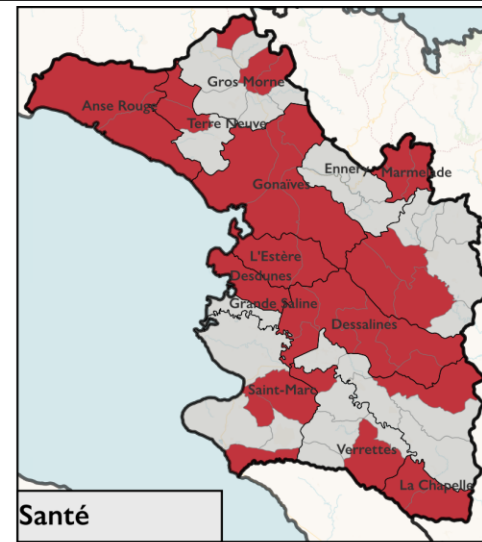 Gros Morne
Anse Rouge
Terre Neuve
Ennery
Marmelade
Gonaïves
L'Estère
Desdunes
Grande Saline
Dessalines
Saint-Marc
Verrettes
La Chapelle
Santé